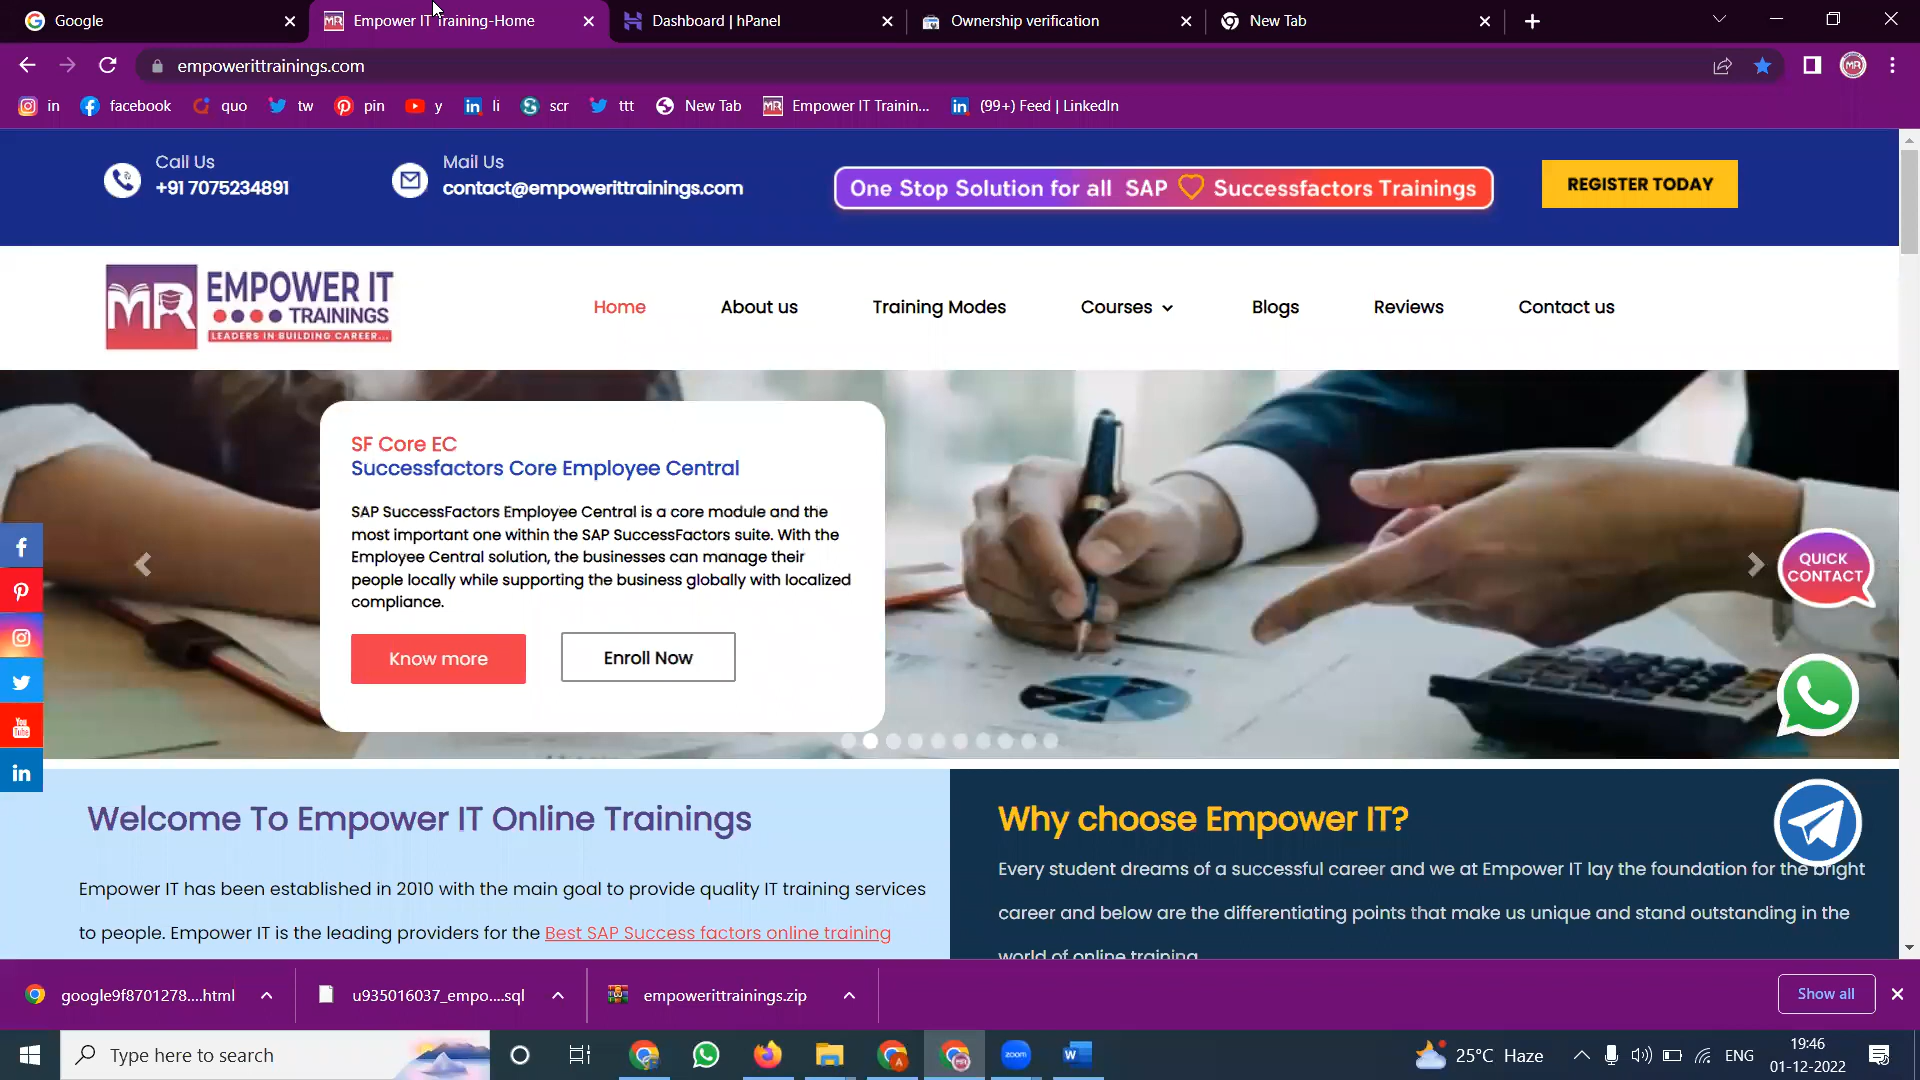 Google
Empower IT Training-Home
Dashboard | hPanel
Ownership verification
New Tab
empowerittrainings.com
in
facebook
quo
tw
pin
y
li
scr
ttt
New Tab
Empower IT Trainin...
(99+) Feed | LinkedIn
Call Us
+91 7075234891
Mail Us
contact@empowerittrainings.com
One Stop Solution for all SAP Successfactors Trainings
REGISTER TODAY
MR EMPOWER IT
TRAININGS
LEADERS IN BUILDING CAREER...
Home
About us
Training Modes
Courses
Blogs
Reviews
Contact us
SF Core EC
Successfactors Core Employee Central
SAP SuccessFactors Employee Central is a core module and the
most important one within the SAP SuccessFactors suite. With the
Employee Central solution, the businesses can manage their
people locally while supporting the business globally with localized
compliance.
Know more
Enroll Now
QUICK
CONTACT
Welcome To Empower IT Online Trainings
Empower IT has been established in 2010 with the main goal to provide quality IT training services
to people. Empower IT is the leading providers for the Best SAP Success factors online training
Why choose Empower IT?
Every student dreams of a successful career and we at Empower IT lay the foundation for the bright
career and below are the differentiating points that make us unique and stand outstanding in the
world of online training
google9f8701278....html
u935016037_empo....sql
empowerittrainings.zip
Show all
Type here to search
zoom
25°C Haze
ENG
19:46
01-12-2022